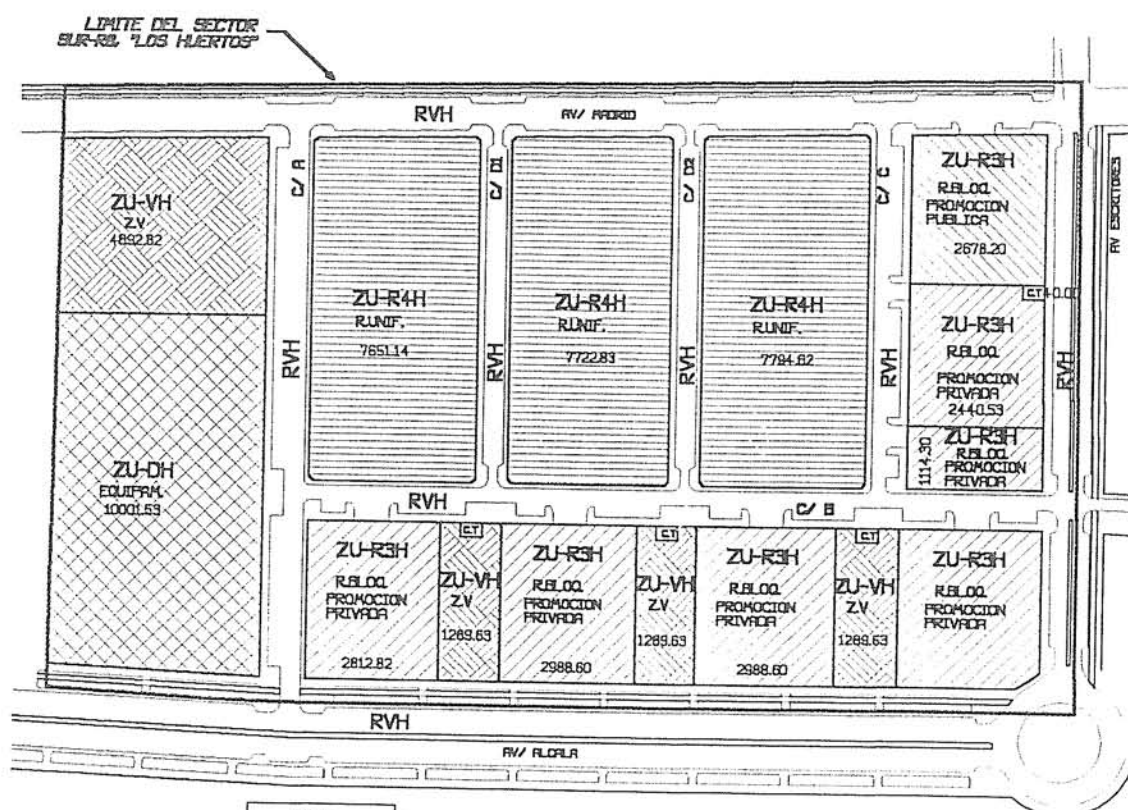 LIMITE DEL SECTOR
SUR-R8, "LOS HUERTOS"
RVH
AV/ MADRID
C/ A
C/ D1
C/ D2
C/ C
AV ESCRITORES
ZU-VH
Z.V
4892.82
ZU-R4H
R.UNIF.
7651.14
ZU-R4H
R.UNIF.
7722.83
ZU-R4H
R.UNIF.
7794.62
ZU-R3H
R.BLOQ.
PROMOCION
PUBLICA
2678.20
C.T
40.00
ZU-R3H
R.BLOQ.
PROMOCION
PRIVADA
2440.53
ZU-R3H
R.BLOQ.
PROMOCION
PRIVADA
1114.30
RVH
RVH
RVH
RVH
RVH
ZU-DH
EQUIPAM.
10001.53
RVH
C/ B
ZU-R3H
R.BLOQ.
PROMOCION
PRIVADA
2812.82
C.T
ZU-VH
Z.V
1289.63
ZU-R3H
R.BLOQ.
PROMOCION
PRIVADA
2988.60
C.T
ZU-VH
Z.V
1289.63
ZU-R3H
R.BLOQ.
PROMOCION
PRIVADA
2988.60
C.T
ZU-VH
Z.V
1289.63
ZU-R3H
R.BLOQ.
PROMOCION
PRIVADA
RVH
AV/ ALCALA